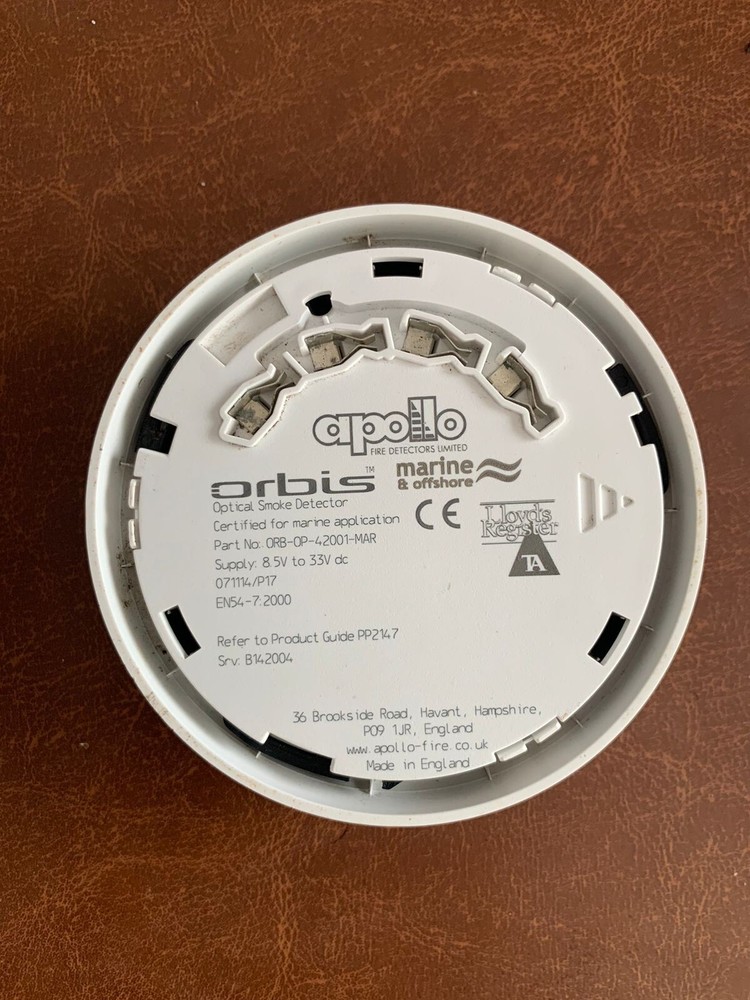 apollo
FIRE DETECTORS LIMITED
orbis™
marine
& offshore
Optical Smoke Detector
Certified for marine application
Part No: ORB-OP-42001-MAR
Supply: 8.5V to 33V dc
071114/P17
EN54-7:2000
CE
Lloyd's
Register
TA
Refer to Product Guide PP2147
Srv: B142004
36 Brookside Road, Havant, Hampshire,
PO9 1JR, England
www.apollo-fire.co.uk
Made in England